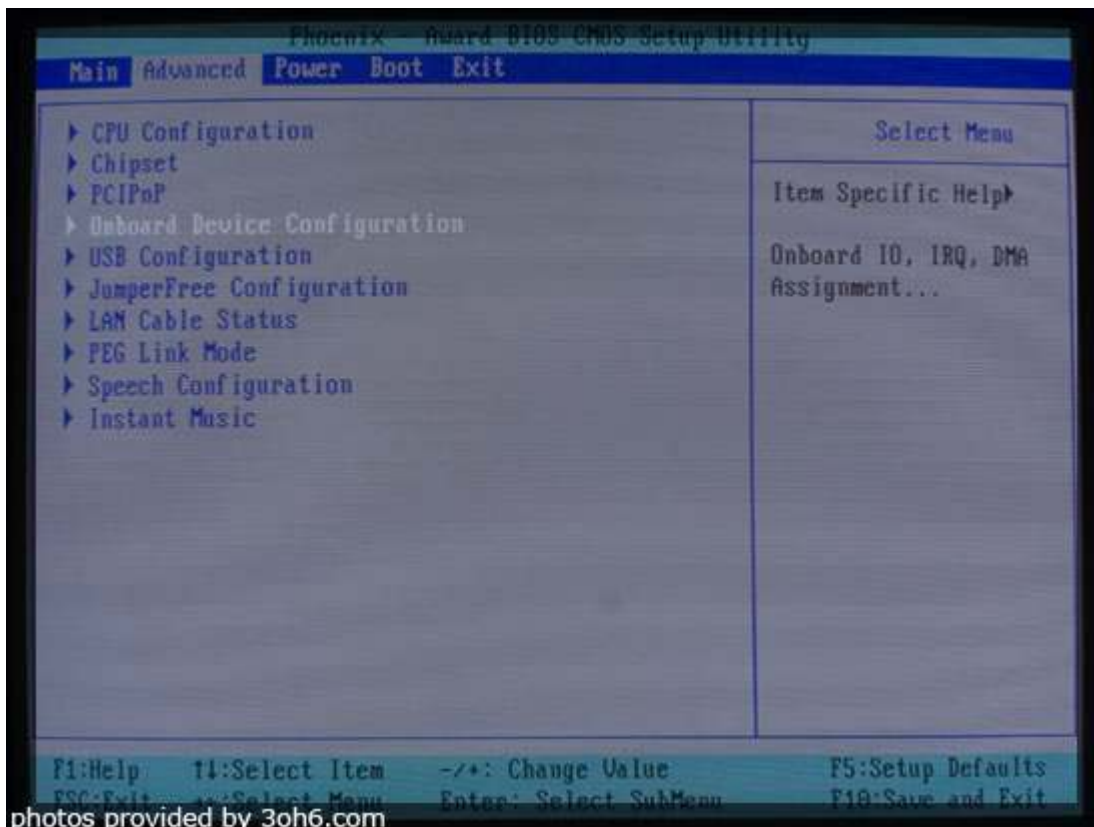 Phoenix - Award BIOS CMOS Setup Utility
Main Advanced Power Boot Exit
▶ CPU Configuration
▶ Chipset
▶ PCIPnP
▶ Onboard Device Configuration
▶ USB Configuration
▶ JumperFree Configuration
▶ LAN Cable Status
▶ PEG Link Mode
▶ Speech Configuration
▶ Instant Music
Select Menu
Item Specific Help▶
Onboard IO, IRQ, DMA
Assignment...
F1:Help ↑↓:Select Item -/+: Change Value F5:Setup Defaults
ESC:Exit →←:Select Menu Enter: Select SubMenu F10:Save and Exit
photos provided by 3oh6.com